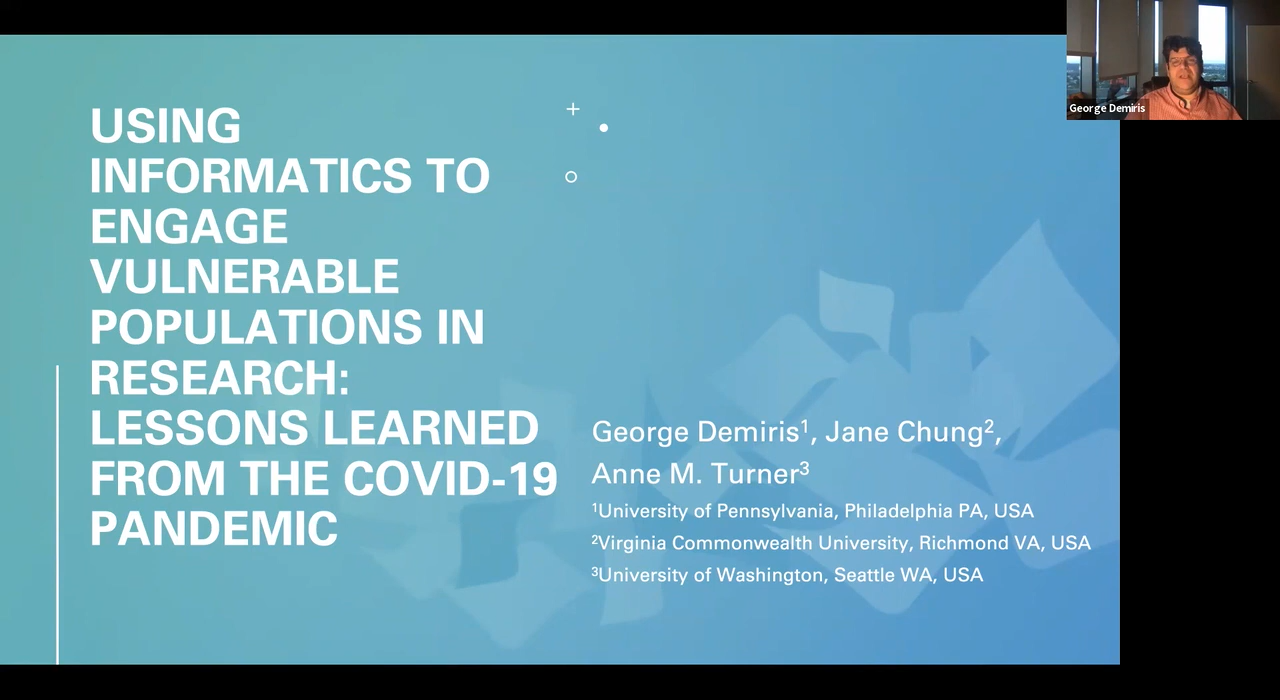 USING
INFORMATICS TO
ENGAGE
VULNERABLE
POPULATIONS IN
RESEARCH:
LESSONS LEARNED
FROM THE COVID-19
PANDEMIC
George Demiris¹, Jane Chung²,
Anne M. Turner³
¹University of Pennsylvania, Philadelphia PA, USA
²Virginia Commonwealth University, Richmond VA, USA
³University of Washington, Seattle WA, USA
George Demiris